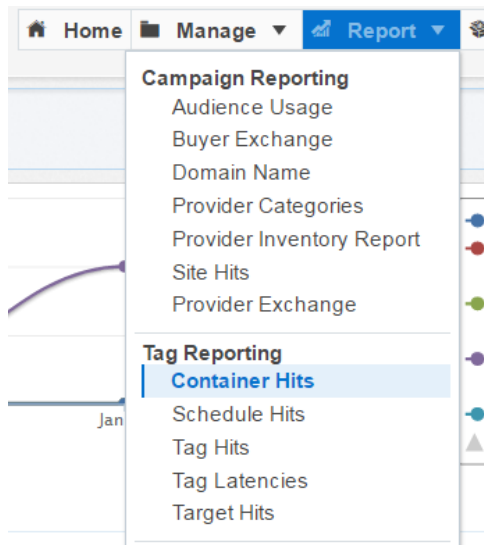 Home Manage Report
Campaign Reporting
Audience Usage
Buyer Exchange
Domain Name
Provider Categories
Provider Inventory Report
Site Hits
Provider Exchange
Tag Reporting
Container Hits
Jan
Schedule Hits
Tag Hits
Tag Latencies
Target Hits